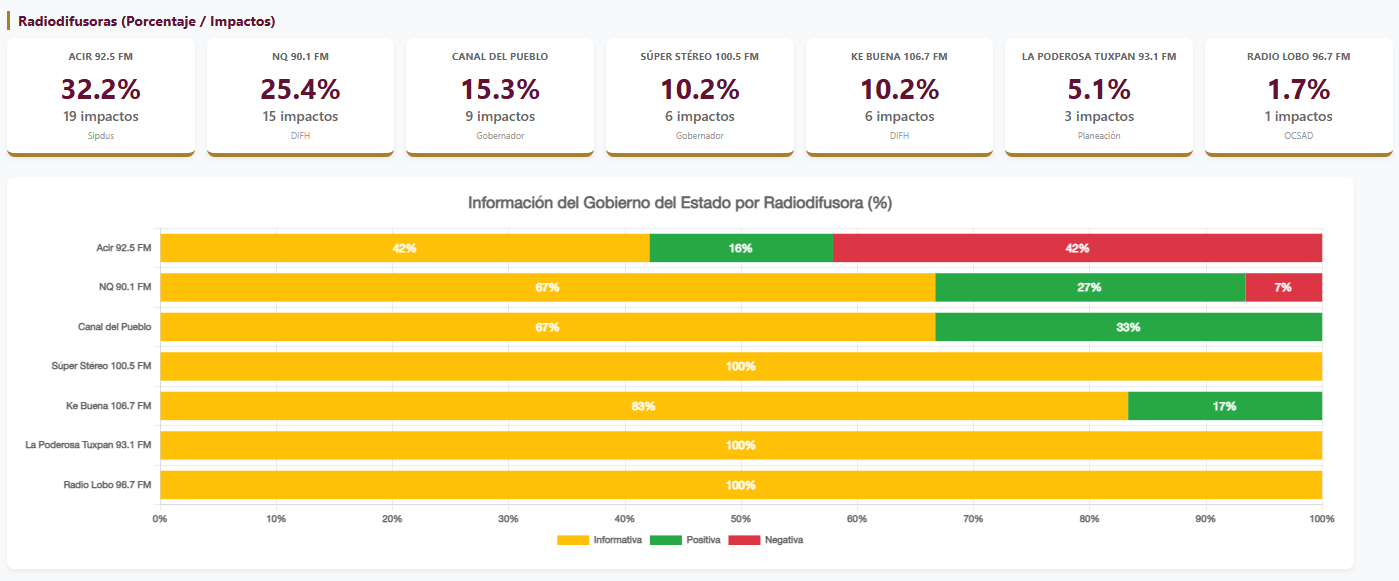 Radiodifusoras (Porcentaje / Impactos)
ACIR 92.5 FM
32.2%
19 impactos
Sipdus
NQ 90.1 FM
25.4%
15 impactos
DIFH
CANAL DEL PUEBLO
15.3%
9 impactos
Gobernador
SÚPER STÉREO 100.5 FM
10.2%
6 impactos
Gobernador
KE BUENA 106.7 FM
10.2%
6 impactos
DIFH
LA PODEROSA TUXPAN 93.1 FM
5.1%
3 impactos
Planeación
RADIO LOBO 96.7 FM
1.7%
1 impactos
OCSAD
Información del Gobierno del Estado por Radiodifusora (%)
Acir 92.5 FM 42% 16% 42%
NQ 90.1 FM 67% 27% 7%
Canal del Pueblo 67% 33%
Súper Stéreo 100.5 FM 100%
Ke Buena 106.7 FM 83% 17%
La Poderosa Tuxpan 93.1 FM 100%
Radio Lobo 96.7 FM 100%
0% 10% 20% 30% 40% 50% 60% 70% 80% 90% 100%
Informativa Positiva Negativa